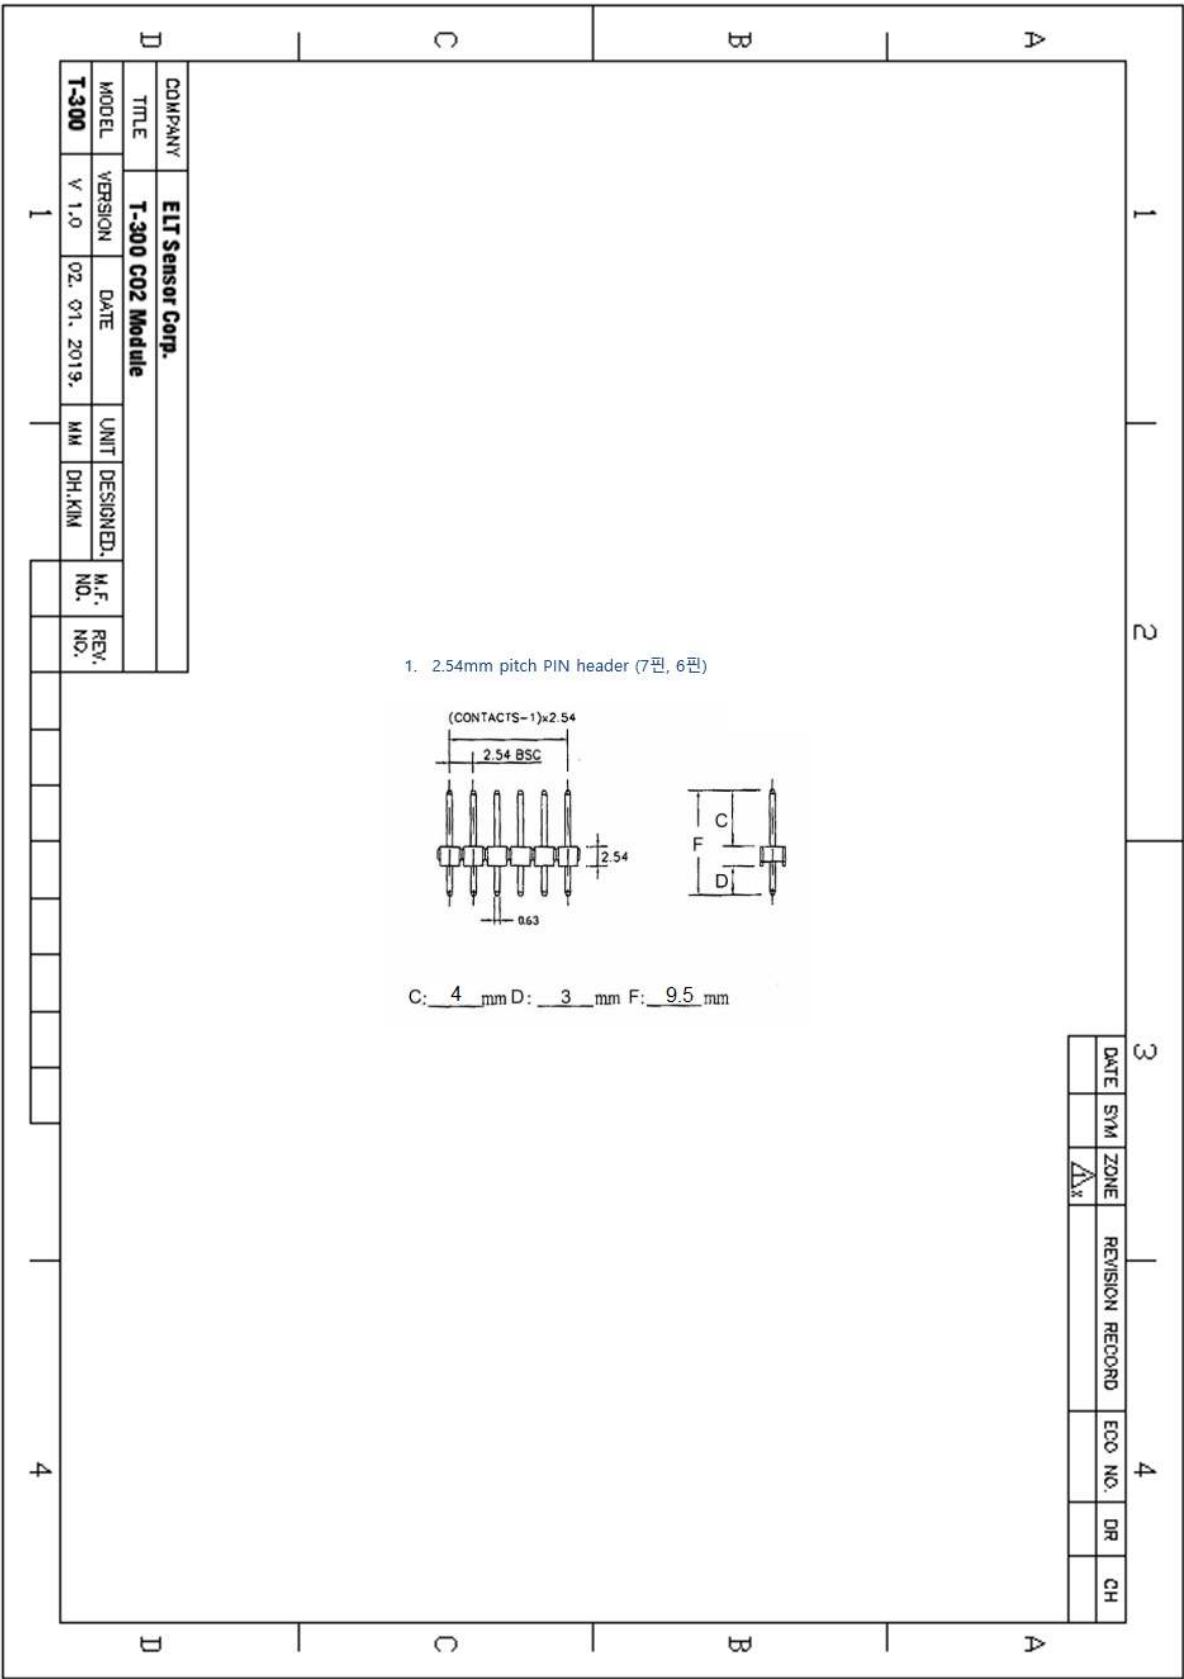 D
C
B
A
COMPANY
ELT Sensor Corp.
TITLE
T-300 CO2 Module
MODEL
VERSION
DATE
UNIT
DESIGNED.
M.F.
NO.
REV.
NO.
T-300
V 1.0
02. 01. 2019.
MM
DH.KIM
1
1
2
1. 2.54mm pitch PIN header (7핀, 6핀)
(CONTACTS-1)x2.54
2.54 BSC
2.54
0.63
C
F
D
C: 4 mm D: 3 mm F: 9.5 mm
3
DATE
SYM
ZONE
REVISION RECORD
ECO NO.
DR
CH
1
x
4
4
D
C
B
A